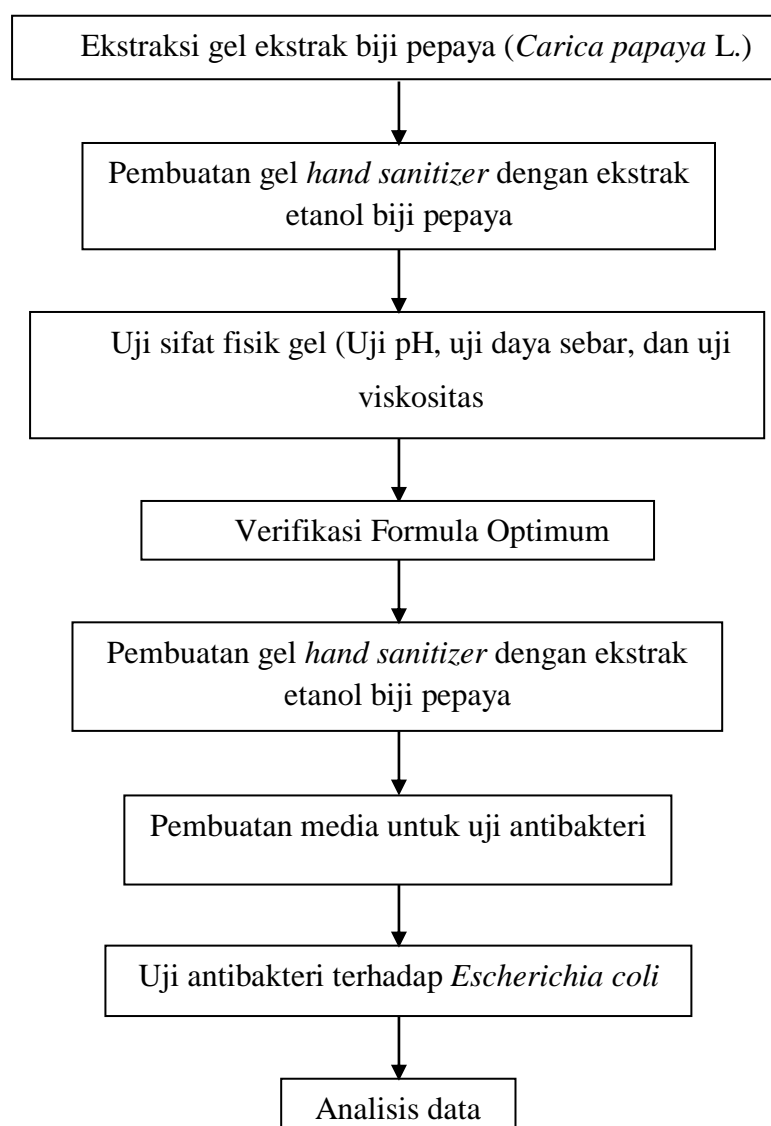 Ekstraksi gel ekstrak biji pepaya (Carica papaya L.)
Pembuatan gel hand sanitizer dengan ekstrak
etanol biji pepaya
Uji sifat fisik gel (Uji pH, uji daya sebar, dan uji
viskositas
Verifikasi Formula Optimum
Pembuatan gel hand sanitizer dengan ekstrak
etanol biji pepaya
Pembuatan media untuk uji antibakteri
Uji antibakteri terhadap Escherichia coli
Analisis data